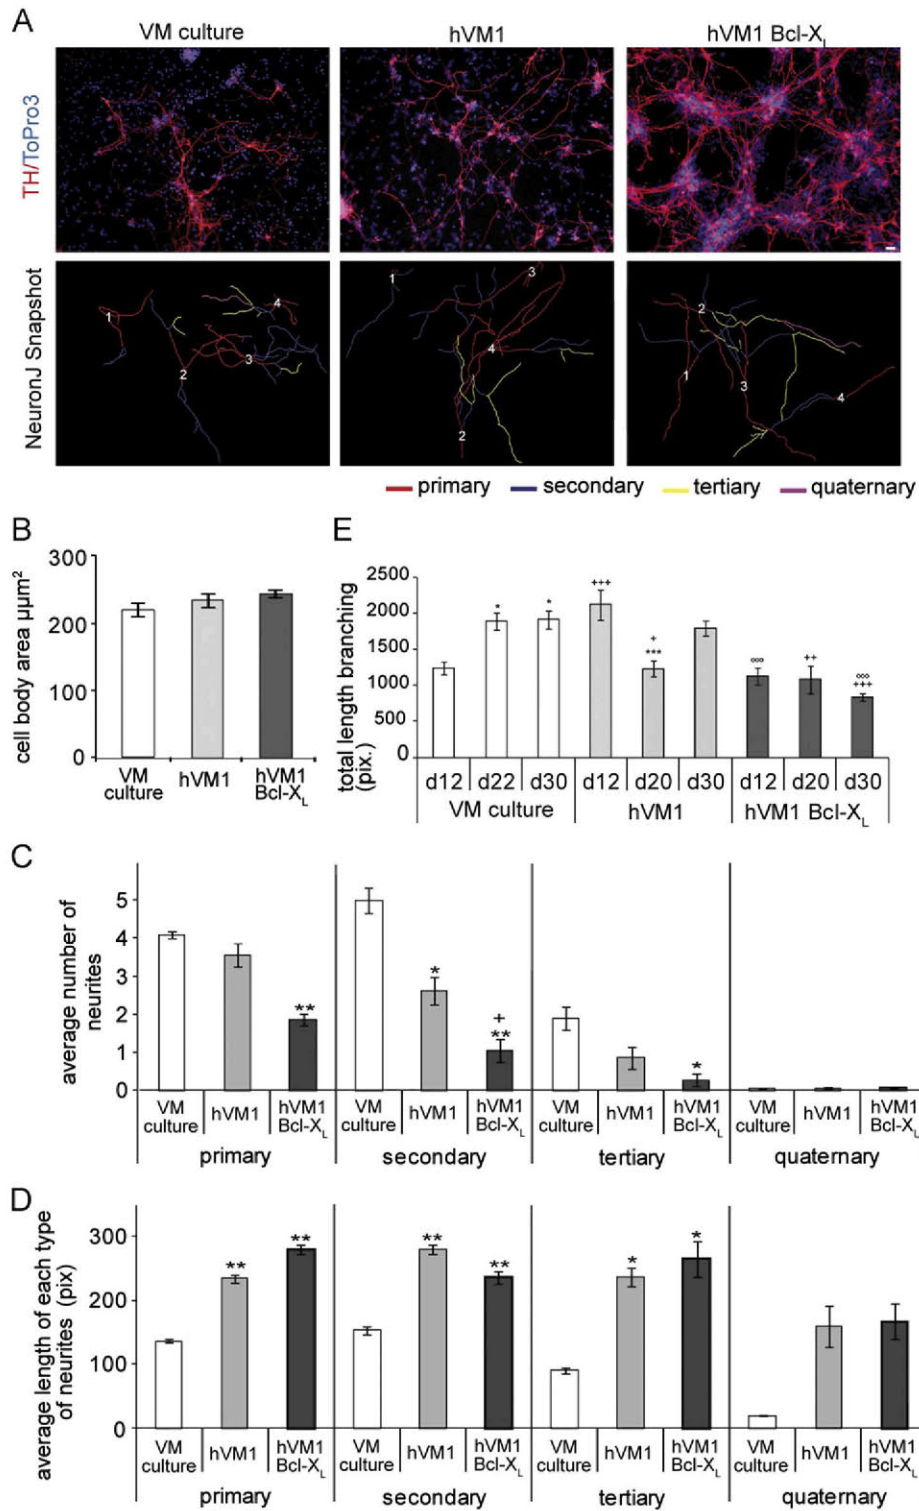 A
VM culture
hVM1
hVM1 Bcl-XL
TH/ToPro3
NeuronJ Snapshot
1
2
3
4
1
2
3
4
1
2
3
4
primary
secondary
tertiary
quaternary
B
cell body area µµm²
300
200
100
0
VM
culture
hVM1
hVM1
Bcl-XL
E
total length branching
(pix.)
2500
2000
1500
1000
500
0
*
*
+++
+
***
°°°
++
°°°
+++
d12
d22
d30
d12
d20
d30
d12
d20
d30
VM culture
hVM1
hVM1 Bcl-XL
C
average number of
neurites
5
4
3
2
1
0
**
*
+
**
*
VM
culture
hVM1
hVM1
Bcl-XL
VM
culture
hVM1
hVM1
Bcl-XL
VM
culture
hVM1
hVM1
Bcl-XL
VM
culture
hVM1
hVM1
Bcl-XL
primary
secondary
tertiary
quaternary
D
average length of each type
of neurites (pix)
300
200
100
0
**
**
**
**
*
*
VM
culture
hVM1
hVM1
Bcl-XL
VM
culture
hVM1
hVM1
Bcl-XL
VM
culture
hVM1
hVM1
Bcl-XL
VM
culture
hVM1
hVM1
Bcl-XL
primary
secondary
tertiary
quaternary